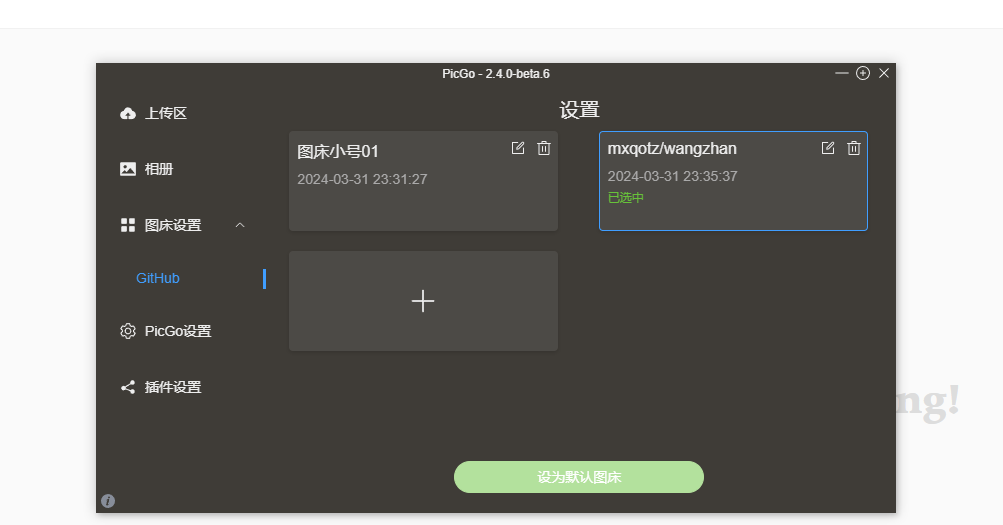 PicGo - 2.4.0-beta.6
上传区
相册
图床设置
GitHub
PicGo设置
插件设置
设置
图床小号01
2024-03-31 23:31:27
mxqotz/wangzhan
2024-03-31 23:35:37
已选中
设为默认图床
ng!